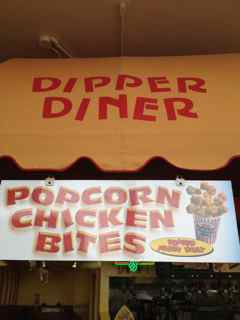 DIPPER
DINER
POPCORN
CHICKEN
BITES